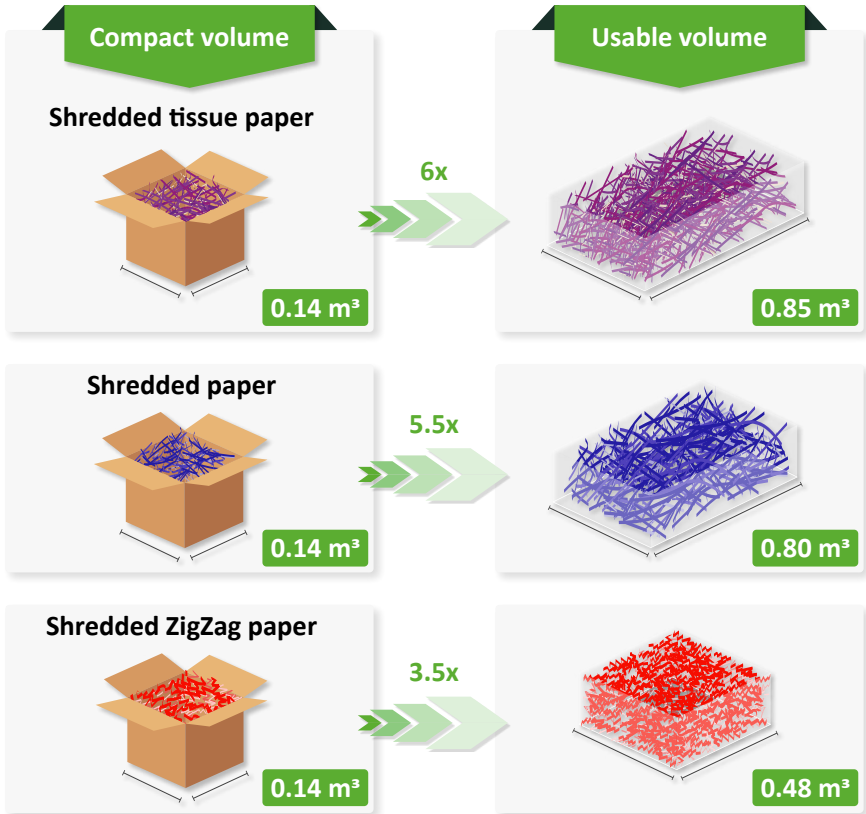 Compact volume
Usable volume
Shredded tissue paper
6x
0.14 m³
0.85 m³
Shredded paper
5.5x
0.14 m³
0.80 m³
Shredded ZigZag paper
3.5x
0.14 m³
0.48 m³